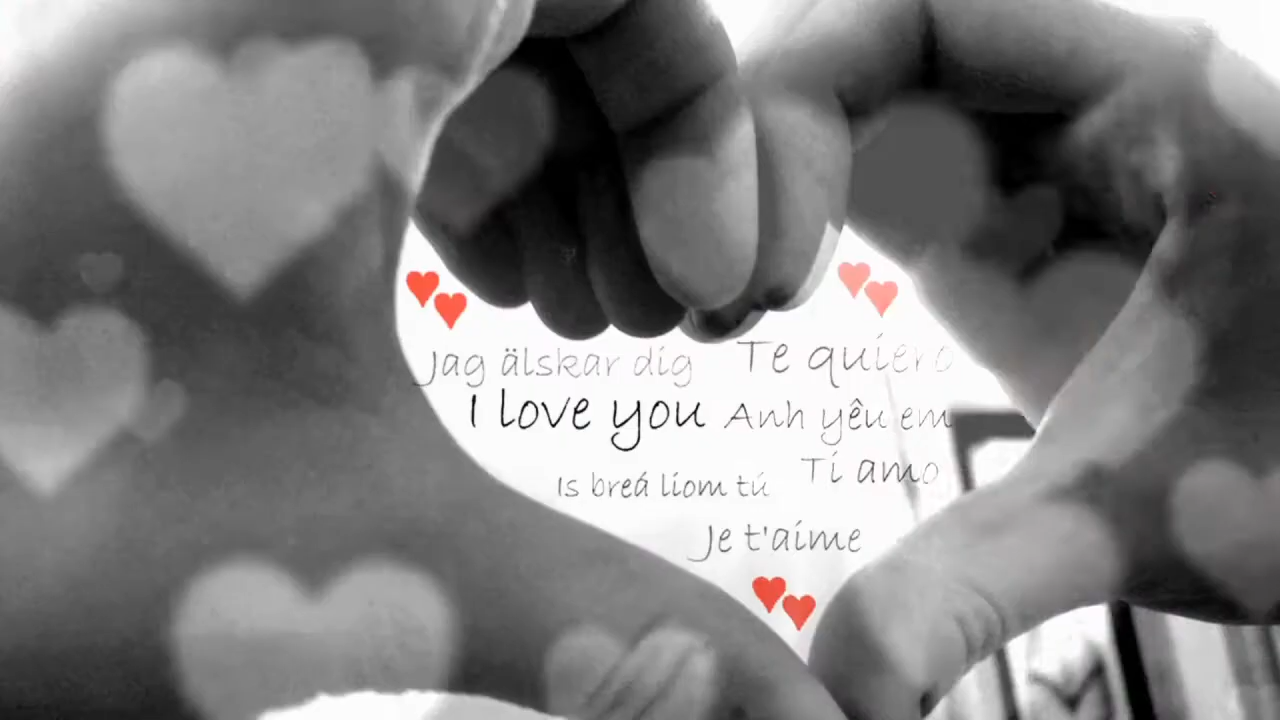 Jag älskar dig
Te quiero
I love you
Anh yêu em
Is breá liom tú
Ti amo
Je t'aime